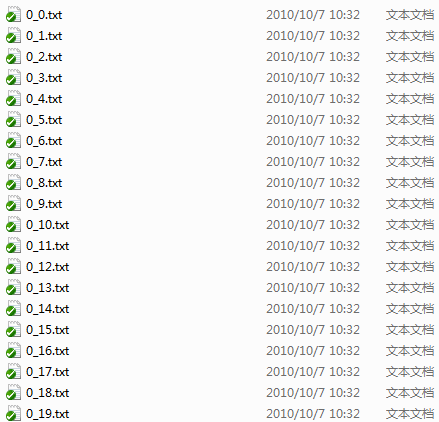 0_0.txt 2010/10/7 10:32 文本文档
0_1.txt 2010/10/7 10:32 文本文档
0_2.txt 2010/10/7 10:32 文本文档
0_3.txt 2010/10/7 10:32 文本文档
0_4.txt 2010/10/7 10:32 文本文档
0_5.txt 2010/10/7 10:32 文本文档
0_6.txt 2010/10/7 10:32 文本文档
0_7.txt 2010/10/7 10:32 文本文档
0_8.txt 2010/10/7 10:32 文本文档
0_9.txt 2010/10/7 10:32 文本文档
0_10.txt 2010/10/7 10:32 文本文档
0_11.txt 2010/10/7 10:32 文本文档
0_12.txt 2010/10/7 10:32 文本文档
0_13.txt 2010/10/7 10:32 文本文档
0_14.txt 2010/10/7 10:32 文本文档
0_15.txt 2010/10/7 10:32 文本文档
0_16.txt 2010/10/7 10:32 文本文档
0_17.txt 2010/10/7 10:32 文本文档
0_18.txt 2010/10/7 10:32 文本文档
0_19.txt 2010/10/7 10:32 文本文档